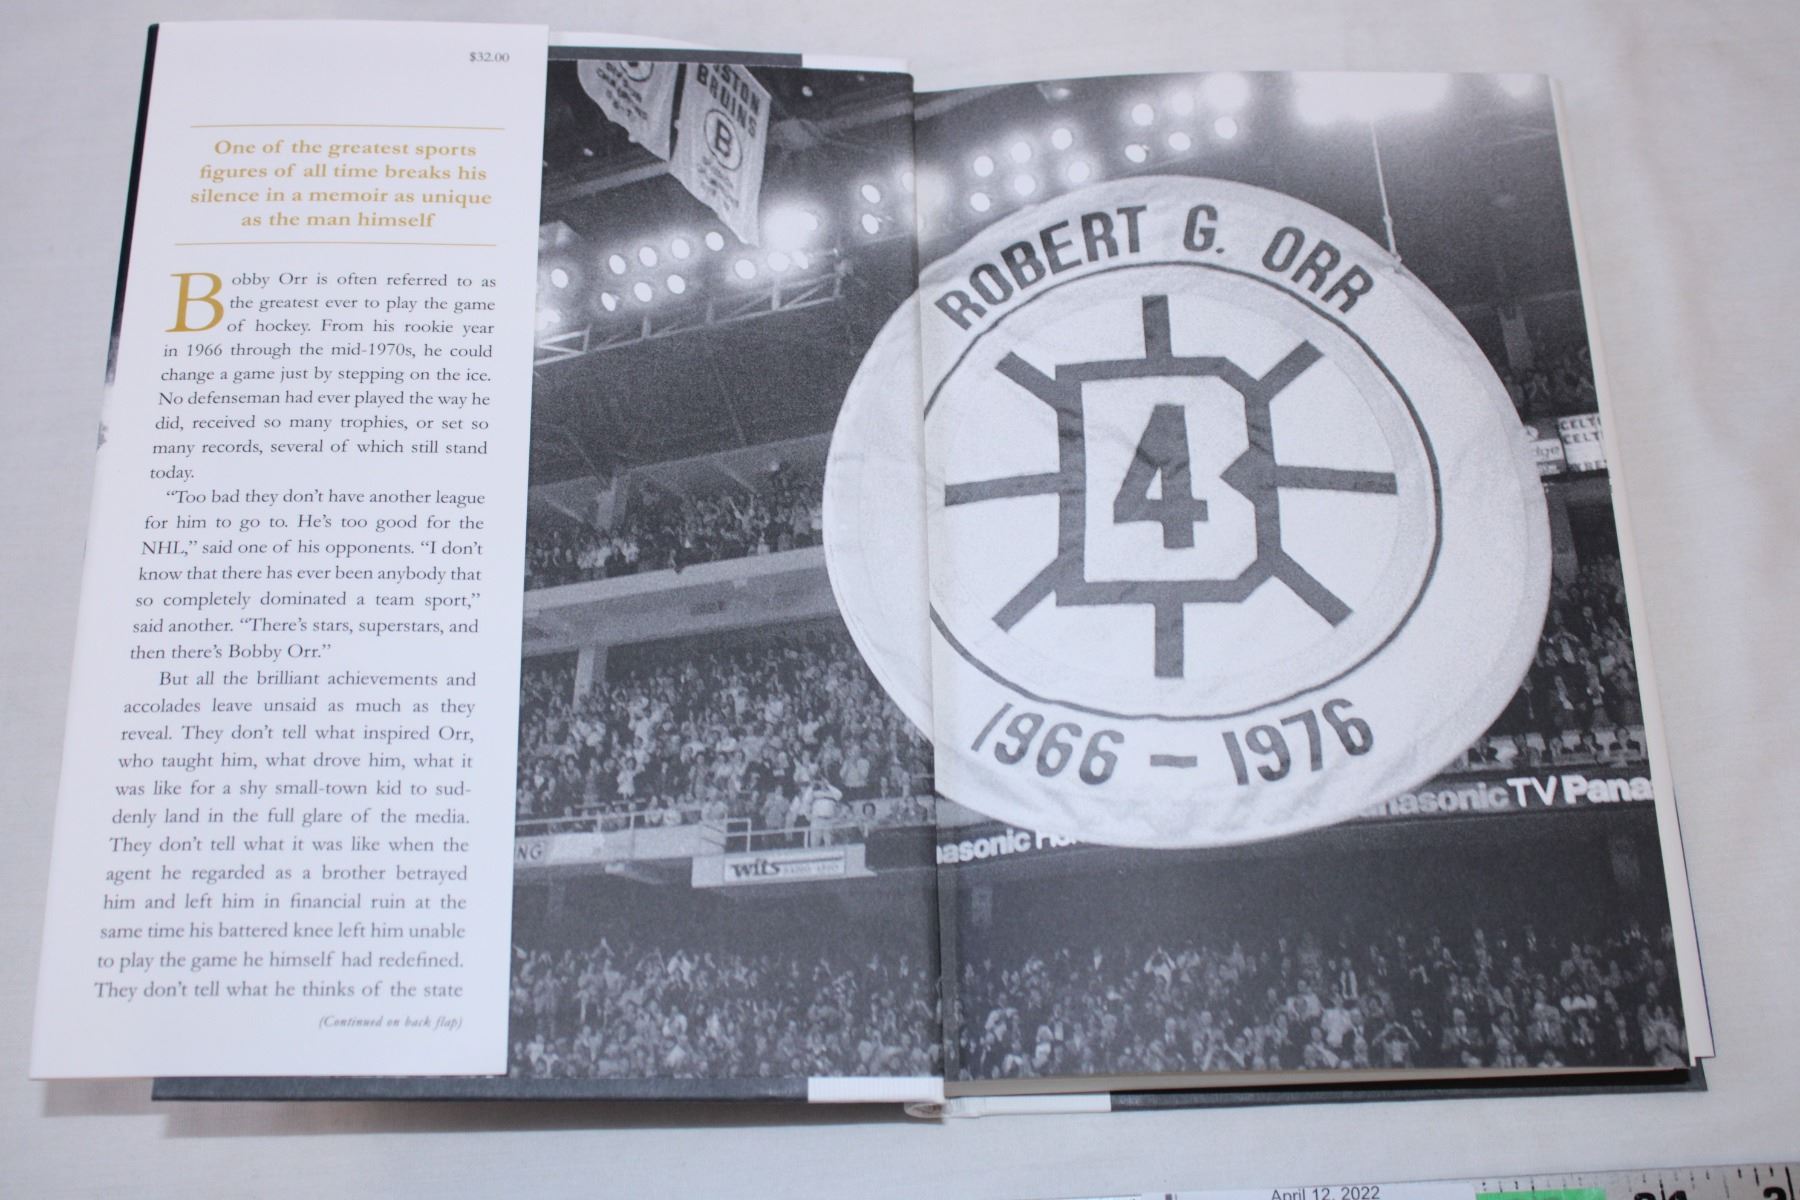 $32.00
One of the greatest sports
figures of all time breaks his
silence in a memoir as unique
as the man himself
Bobby Orr is often referred to as
the greatest ever to play the game
of hockey. From his rookie year
in 1966 through the mid-1970s, he could
change a game just by stepping on the ice.
No defenseman had ever played the way he
did, received so many trophies, or set so
many records, several of which still stand
today.
“Too bad they don’t have another league
for him to go to. He’s too good for the
NHL,” said one of his opponents. “I don’t
know that there has ever been anybody that
so completely dominated a team sport,”
said another. “There’s stars, superstars, and
then there’s Bobby Orr.”
But all the brilliant achievements and
accolades leave unsaid as much as they
reveal. They don’t tell what inspired Orr,
who taught him, what drove him, what it
was like for a shy small-town kid to sud-
denly land in the full glare of the media.
They don’t tell what it was like when the
agent he regarded as a brother betrayed
him and left him in financial ruin at the
same time his battered knee left him unable
to play the game he himself had redefined.
They don’t tell what he thinks of the state
(Continued on back flap)
STON
BRUINS
B
ROBERT G. ORR
B
4
1966 – 1976
CELT
CELT
nasonic TV Pana
asonic
NG
wits
April 12, 2022